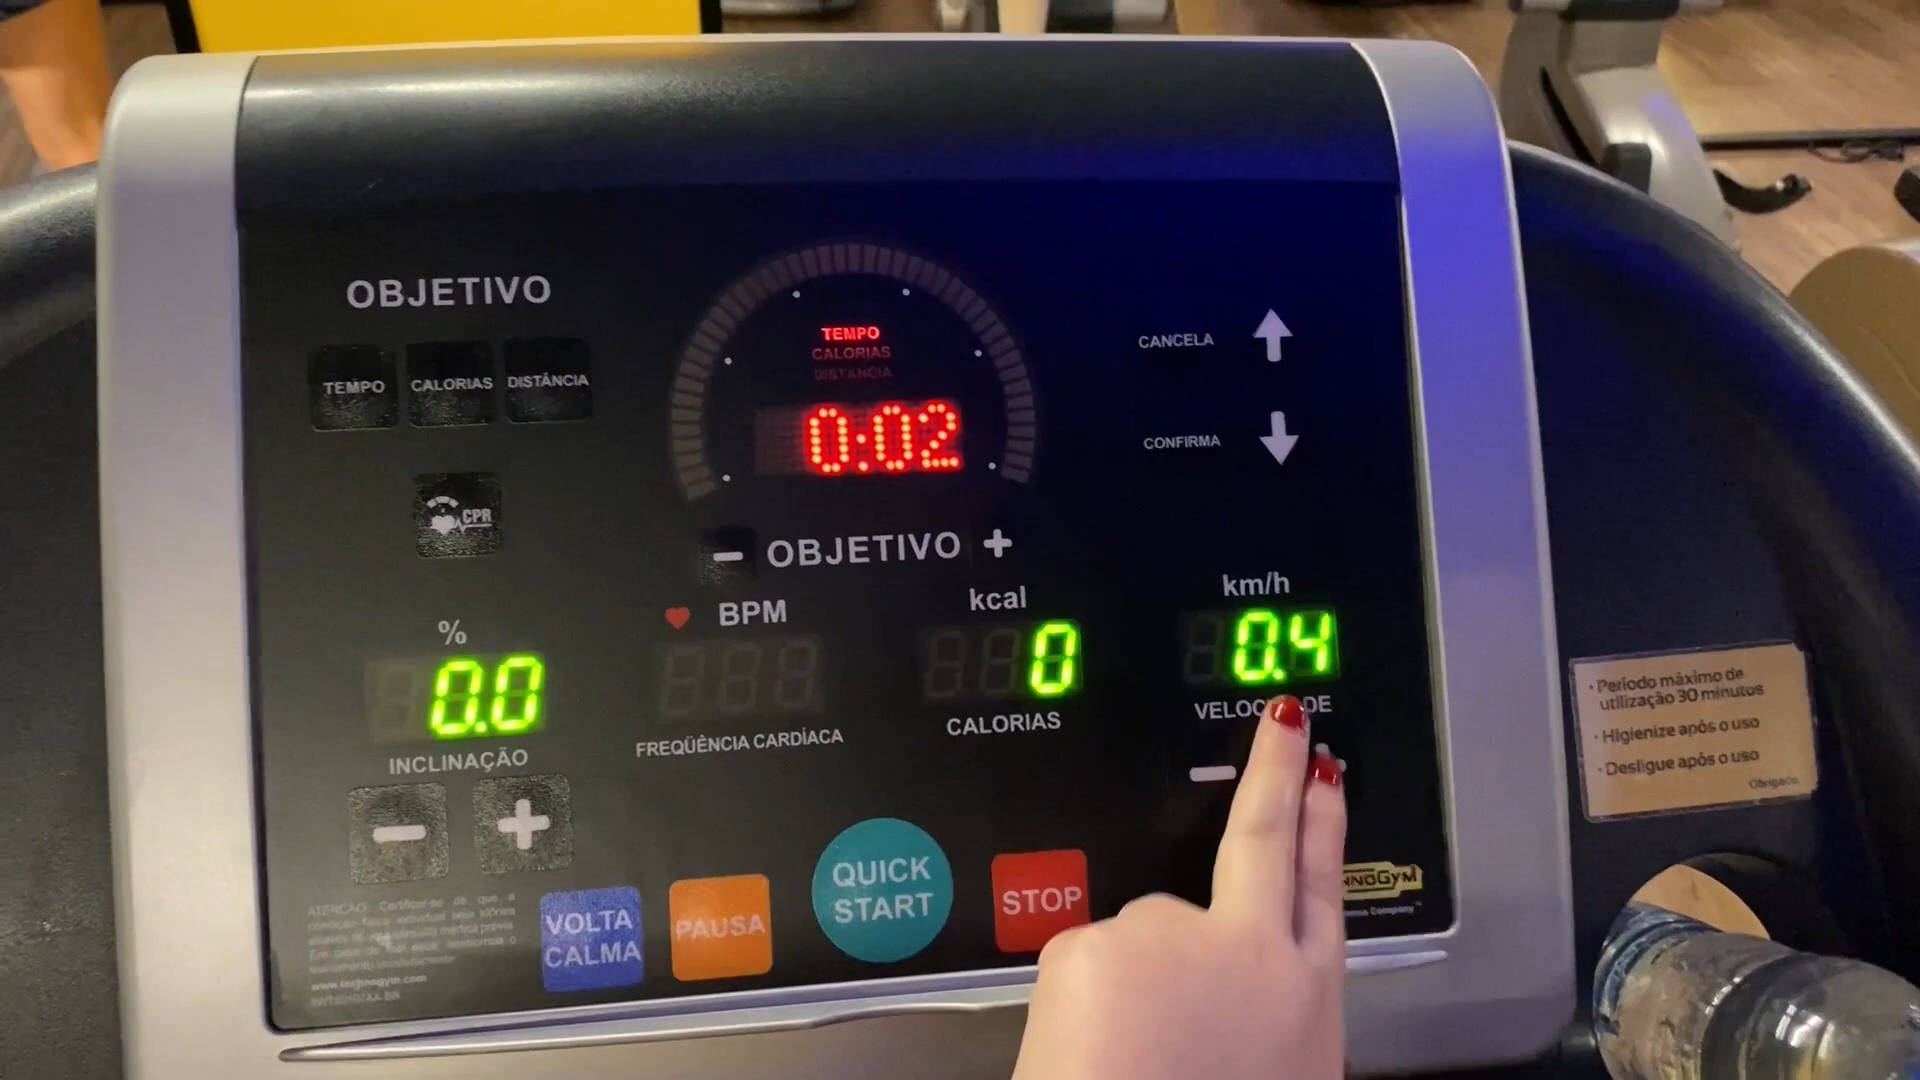 OBJETIVO
TEMPO
CALORIAS
DISTÂNCIA
CPR
TEMPO
CALORIAS
DISTANCIA
0:02
CANCELA
CONFIRMA
- OBJETIVO +
%
0.0
INCLINAÇÃO
- +
BPM
FREQÜÊNCIA CARDÍACA
kcal
0
CALORIAS
km/h
0.4
-
VOLTA
CALMA
PAUSA
QUICK
START
STOP
ATENÇÃO
www.technogym.com
• Período máximo de
utilização 30 minutos
• Higienize após o uso
• Desligue após o uso
Obrigado